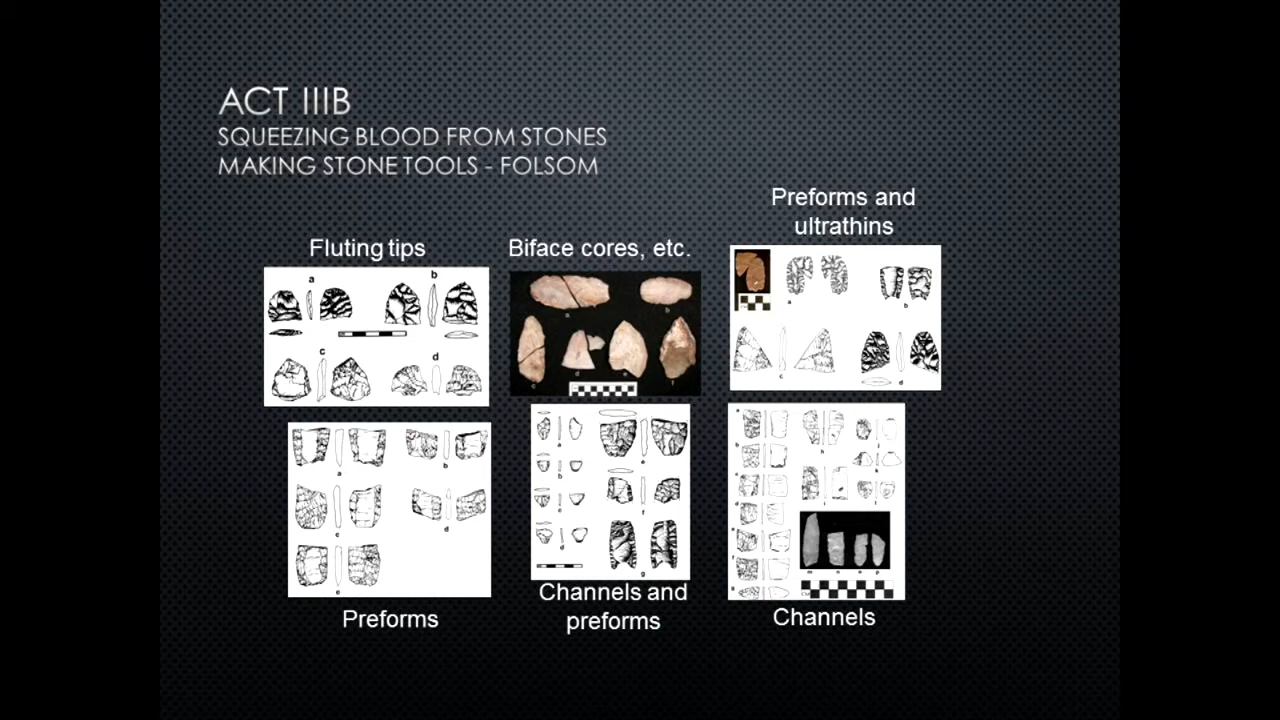 ACT IIIB
SQUEEZING BLOOD FROM STONES
MAKING STONE TOOLS - FOLSOM
Fluting tips
Biface cores, etc.
Preforms and
ultrathins
a
b
c
d
Preforms
Channels and
preforms
Channels